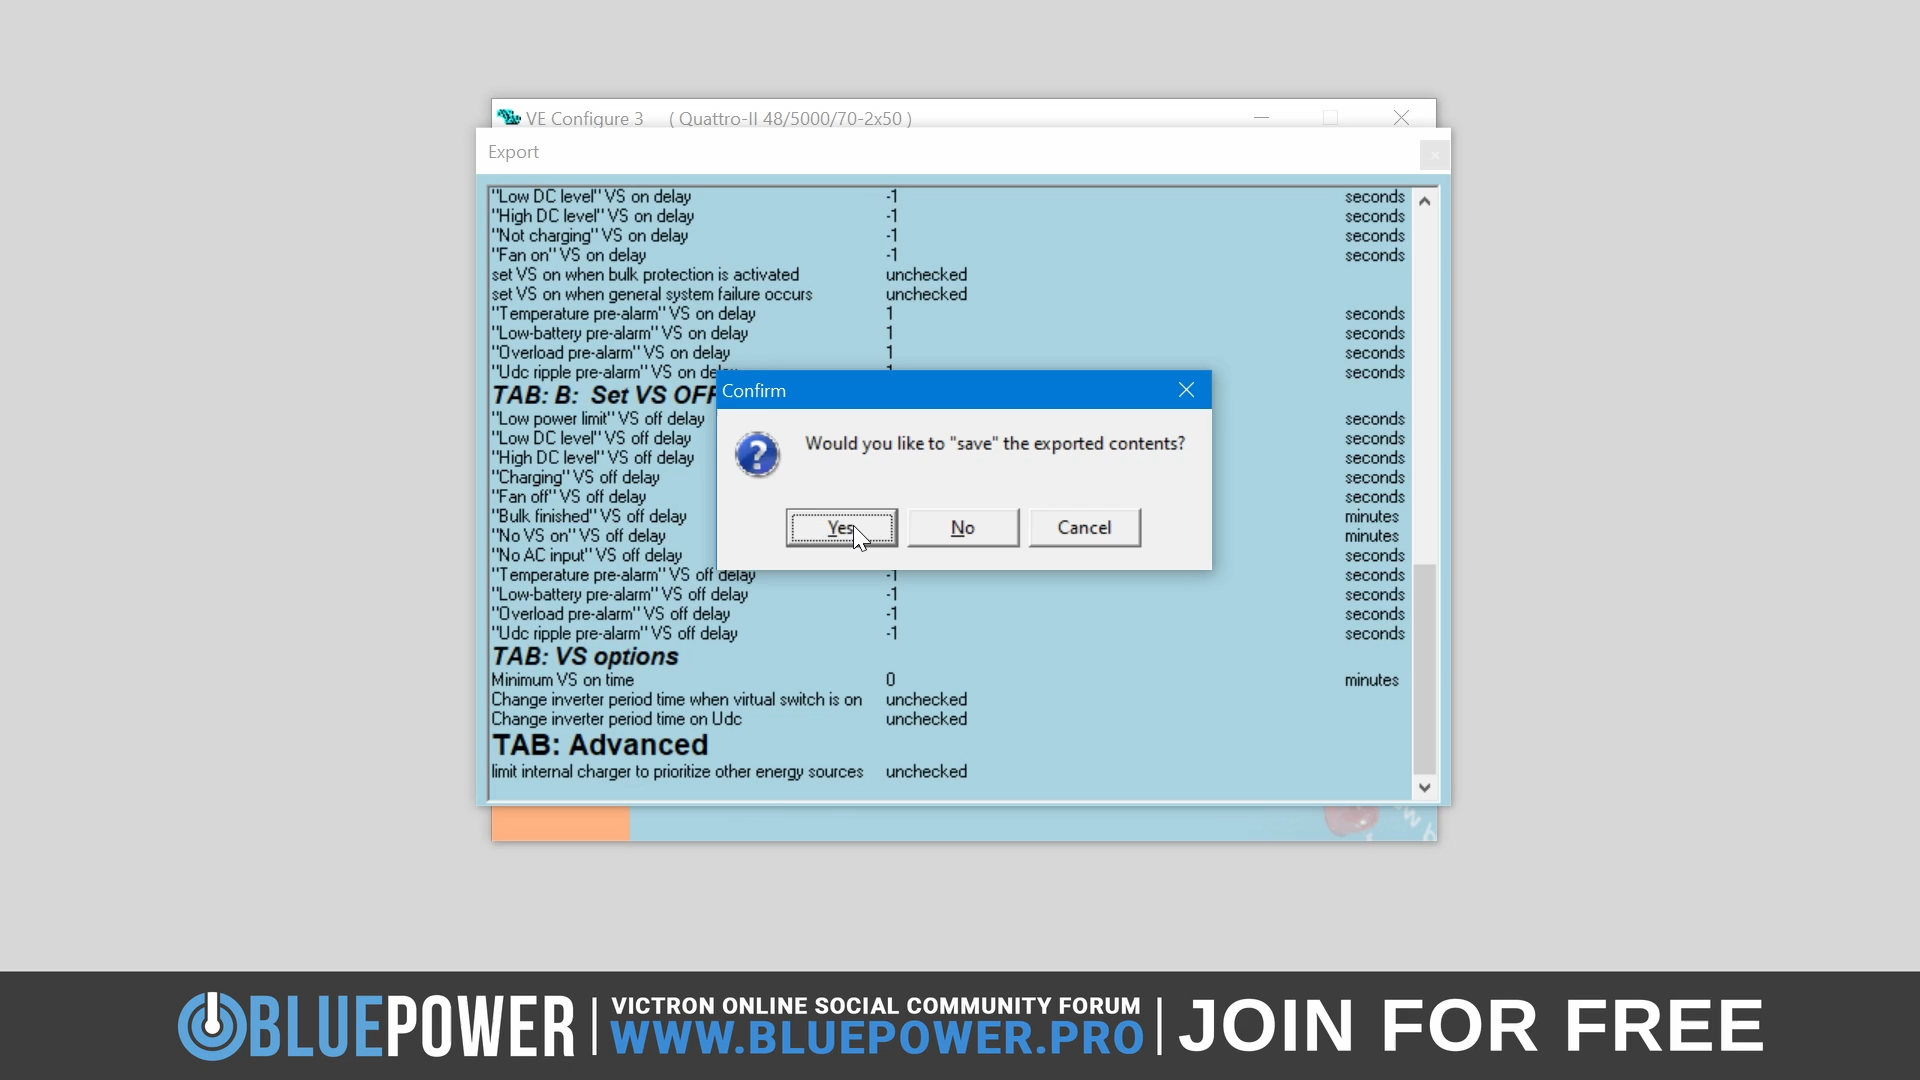 VE Configure 3 ( Quattro-II 48/5000/70-2x50 )
Export
"Low DC level" VS on delay -1 seconds
"High DC level" VS on delay -1 seconds
"Not charging" VS on delay -1 seconds
"Fan on" VS on delay -1 seconds
set VS on when bulk protection is activated unchecked
set VS on when general system failure occurs unchecked
"Temperature pre-alarm" VS on delay 1 seconds
"Low-battery pre-alarm" VS on delay 1 seconds
"Overload pre-alarm" VS on delay 1 seconds
"Udc ripple pre-alarm" VS on seconds
TAB: B: Set VS OFF
"Low power limit" VS off delay seconds
"Low DC level" VS off delay seconds
"High DC level" VS off delay seconds
"Charging" VS off delay seconds
"Fan off" VS off delay seconds
"Bulk finished" VS off delay minutes
"No VS on" VS off delay minutes
"No AC input" VS off delay seconds
"Temperature pre-alarm" VS off delay -1 seconds
"Low-battery pre-alarm" VS off delay -1 seconds
"Overload pre-alarm" VS off delay -1 seconds
"Udc ripple pre-alarm" VS off delay -1 seconds
TAB: VS options
Minimum VS on time 0 minutes
Change inverter period time when virtual switch is on unchecked
Change inverter period time on Udc unchecked
TAB: Advanced
limit internal charger to prioritize other energy sources unchecked
Confirm
Would you like to "save" the exported contents?
Yes No Cancel
BLUEPOWER
VICTRON ONLINE SOCIAL COMMUNITY FORUM
WWW.BLUEPOWER.PRO
JOIN FOR FREE